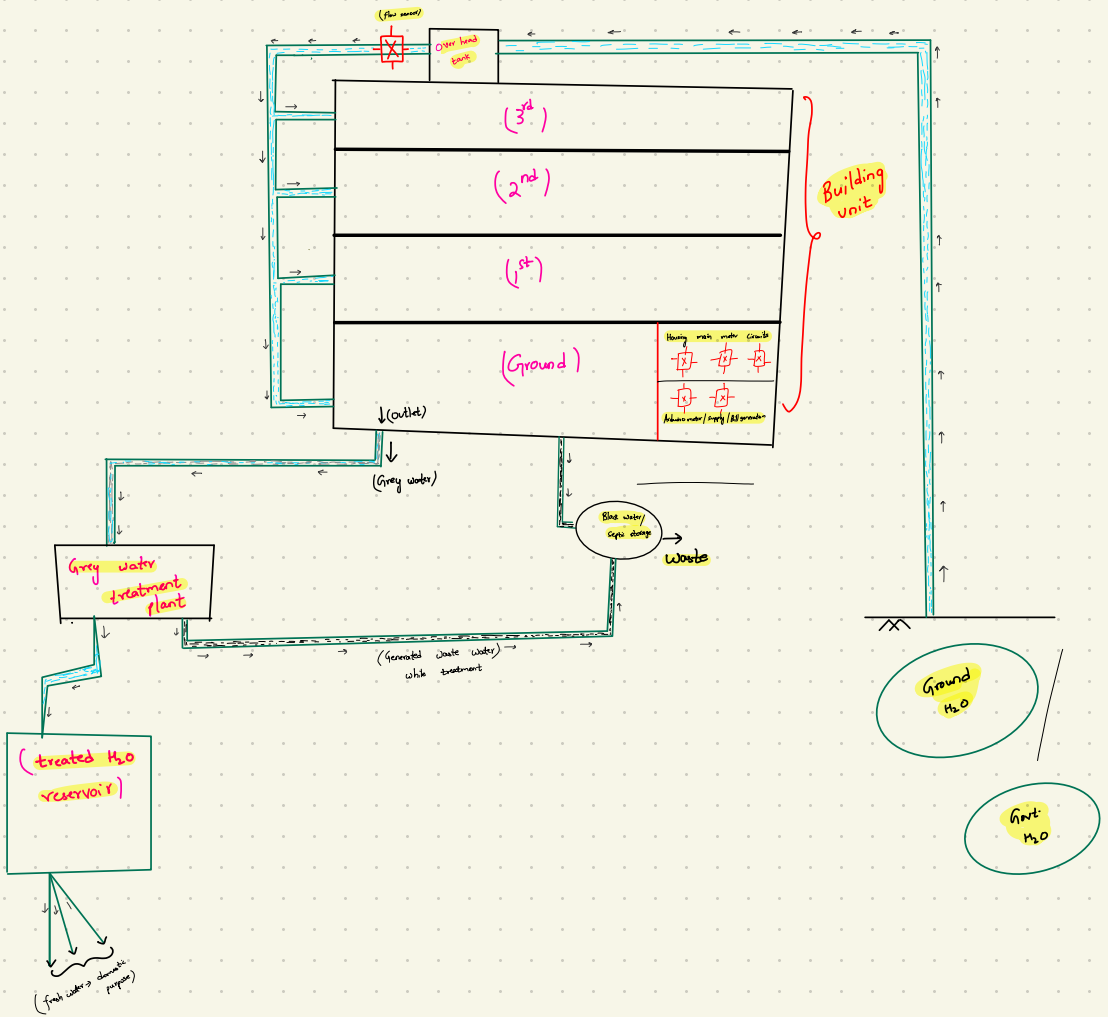 (flow sensor)
Over head
tank
(3rd)
(2nd)
(1st)
(Ground)
Building
unit
Housing main meter Circuits
Arduino meter / supply / Bill generation
(outlet)
(Grey water)
Black water/
septic storage
Waste
Grey water
treatment
plant
(Generated waste water)
while treatment
(treated H2O
reservoir)
(fresh water → domestic
purpose)
Ground
H2O
Govt.
H2O